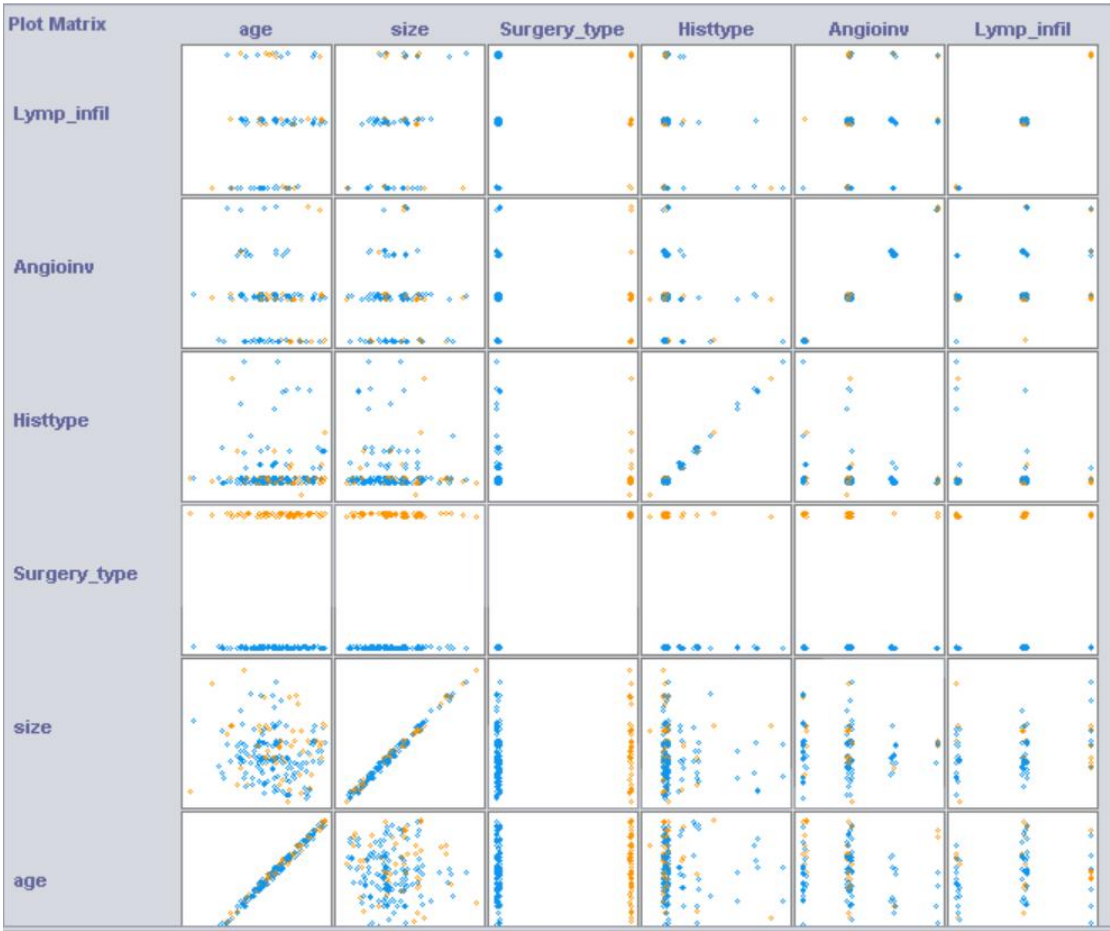 Plot Matrix age size Surgery_type Histtype Angioinv Lymp_infil
Lymp_infil
Angioinv
Histtype
Surgery_type
size
age